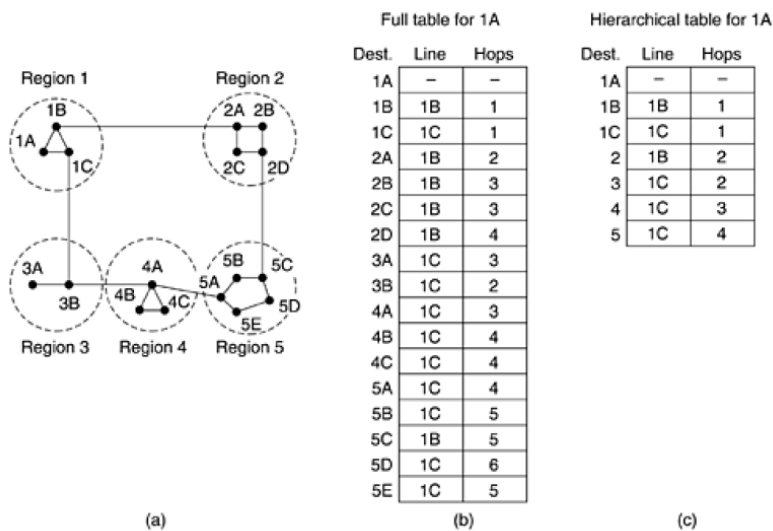 Full table for 1A
Hierarchical table for 1A
Dest. Line Hops
Dest. Line Hops
Region 1
Region 2
1B
1A
1C
2A 2B
2C 2D
3A
3B
4A
4B
4C
5B
5C
5A
5D
5E
Region 3
Region 4
Region 5
1A – –
1B 1B 1
1C 1C 1
2A 1B 2
2B 1B 3
2C 1B 3
2D 1B 4
3A 1C 3
3B 1C 2
4A 1C 3
4B 1C 4
4C 1C 4
5A 1C 4
5B 1C 5
5C 1B 5
5D 1C 6
5E 1C 5
1A – –
1B 1B 1
1C 1C 1
2 1B 2
3 1C 2
4 1C 3
5 1C 4
(a)
(b)
(c)